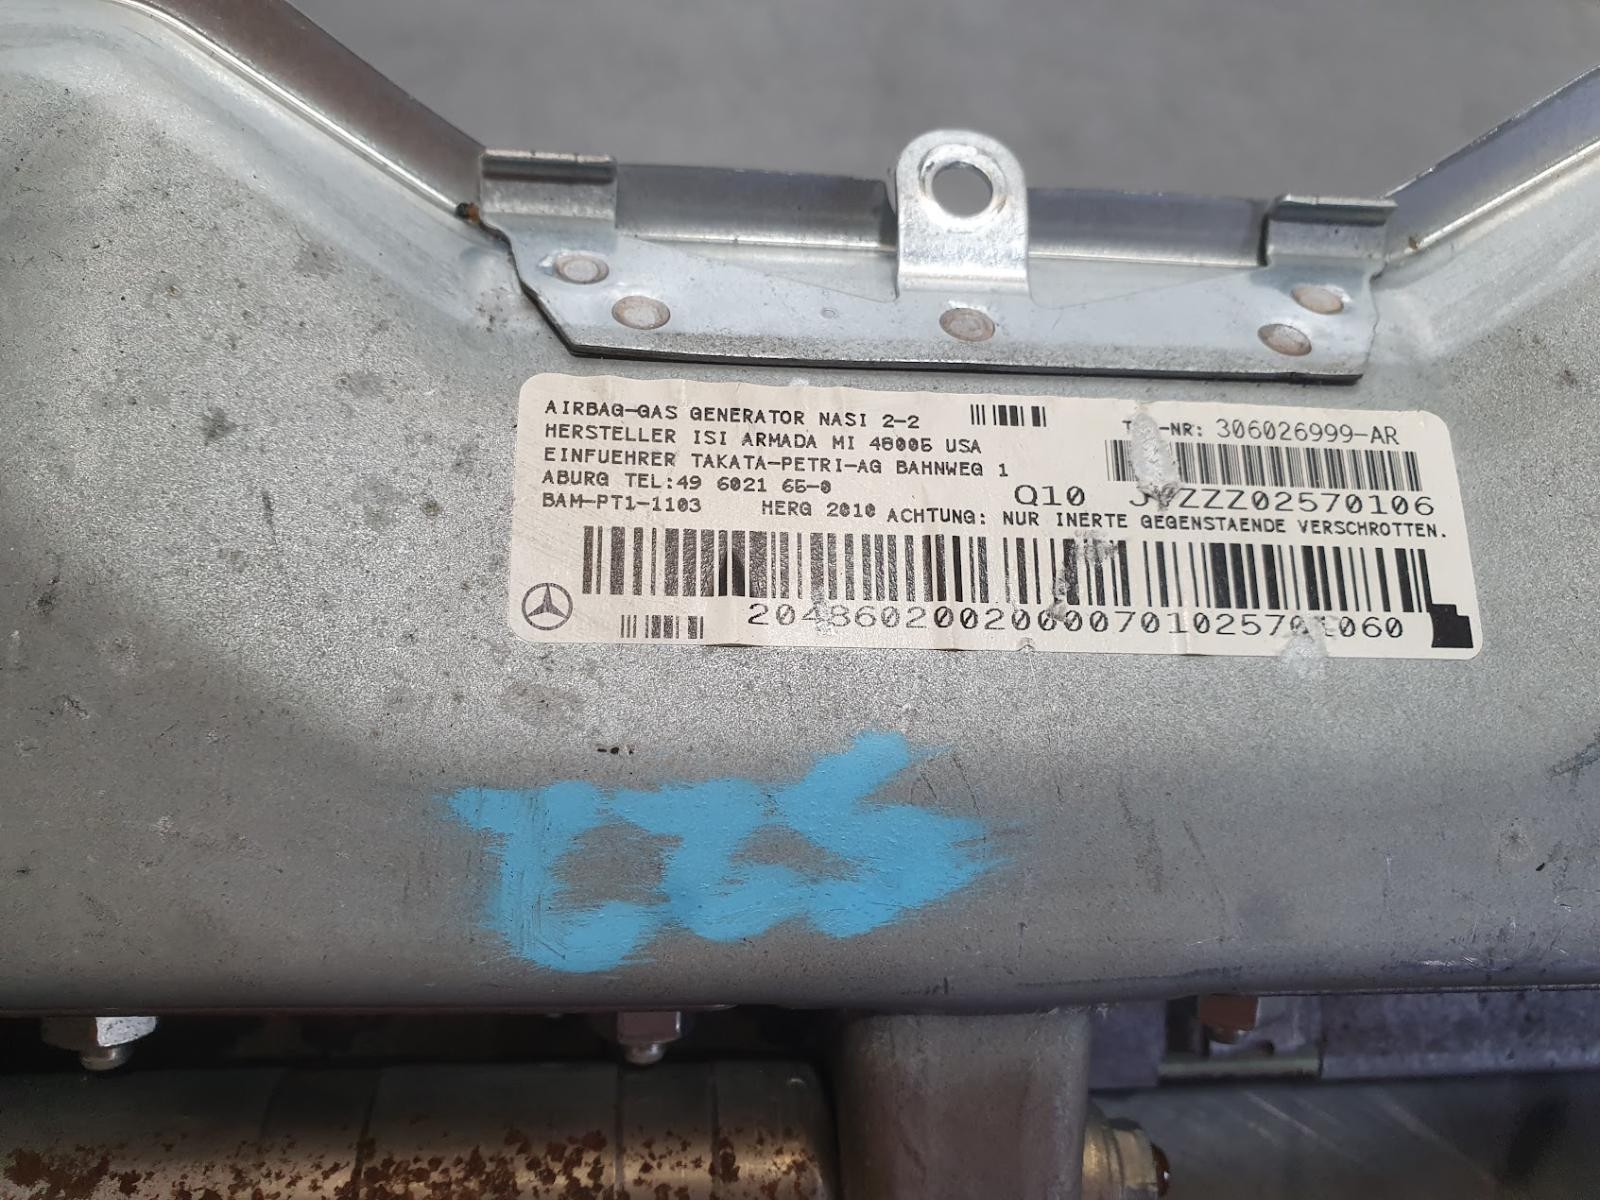 AIRBAG-GAS GENERATOR NASI 2-2
HERSTELLER ISI ARMADA MI 48005 USA
EINFUEHRER TAKATA-PETRI-AG BAHNWEG 1
ABURG TEL:49 6021 65-0
BAM-PT1-1103 HERG 2010 ACHTUNG: NUR INERTE GEGENSTAENDE VERSCHROTTEN.
306026999-AR
Q10